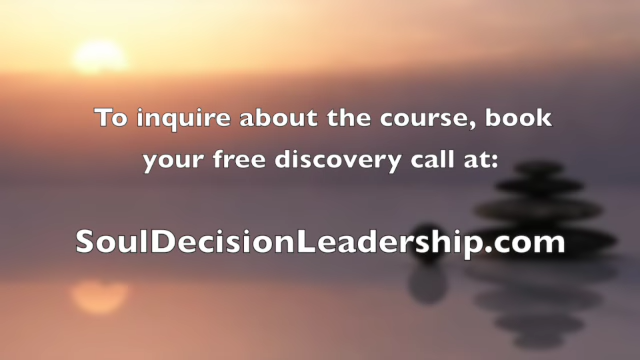 To inquire about the course, book
your free discovery call at:
SoulDecisionLeadership.com